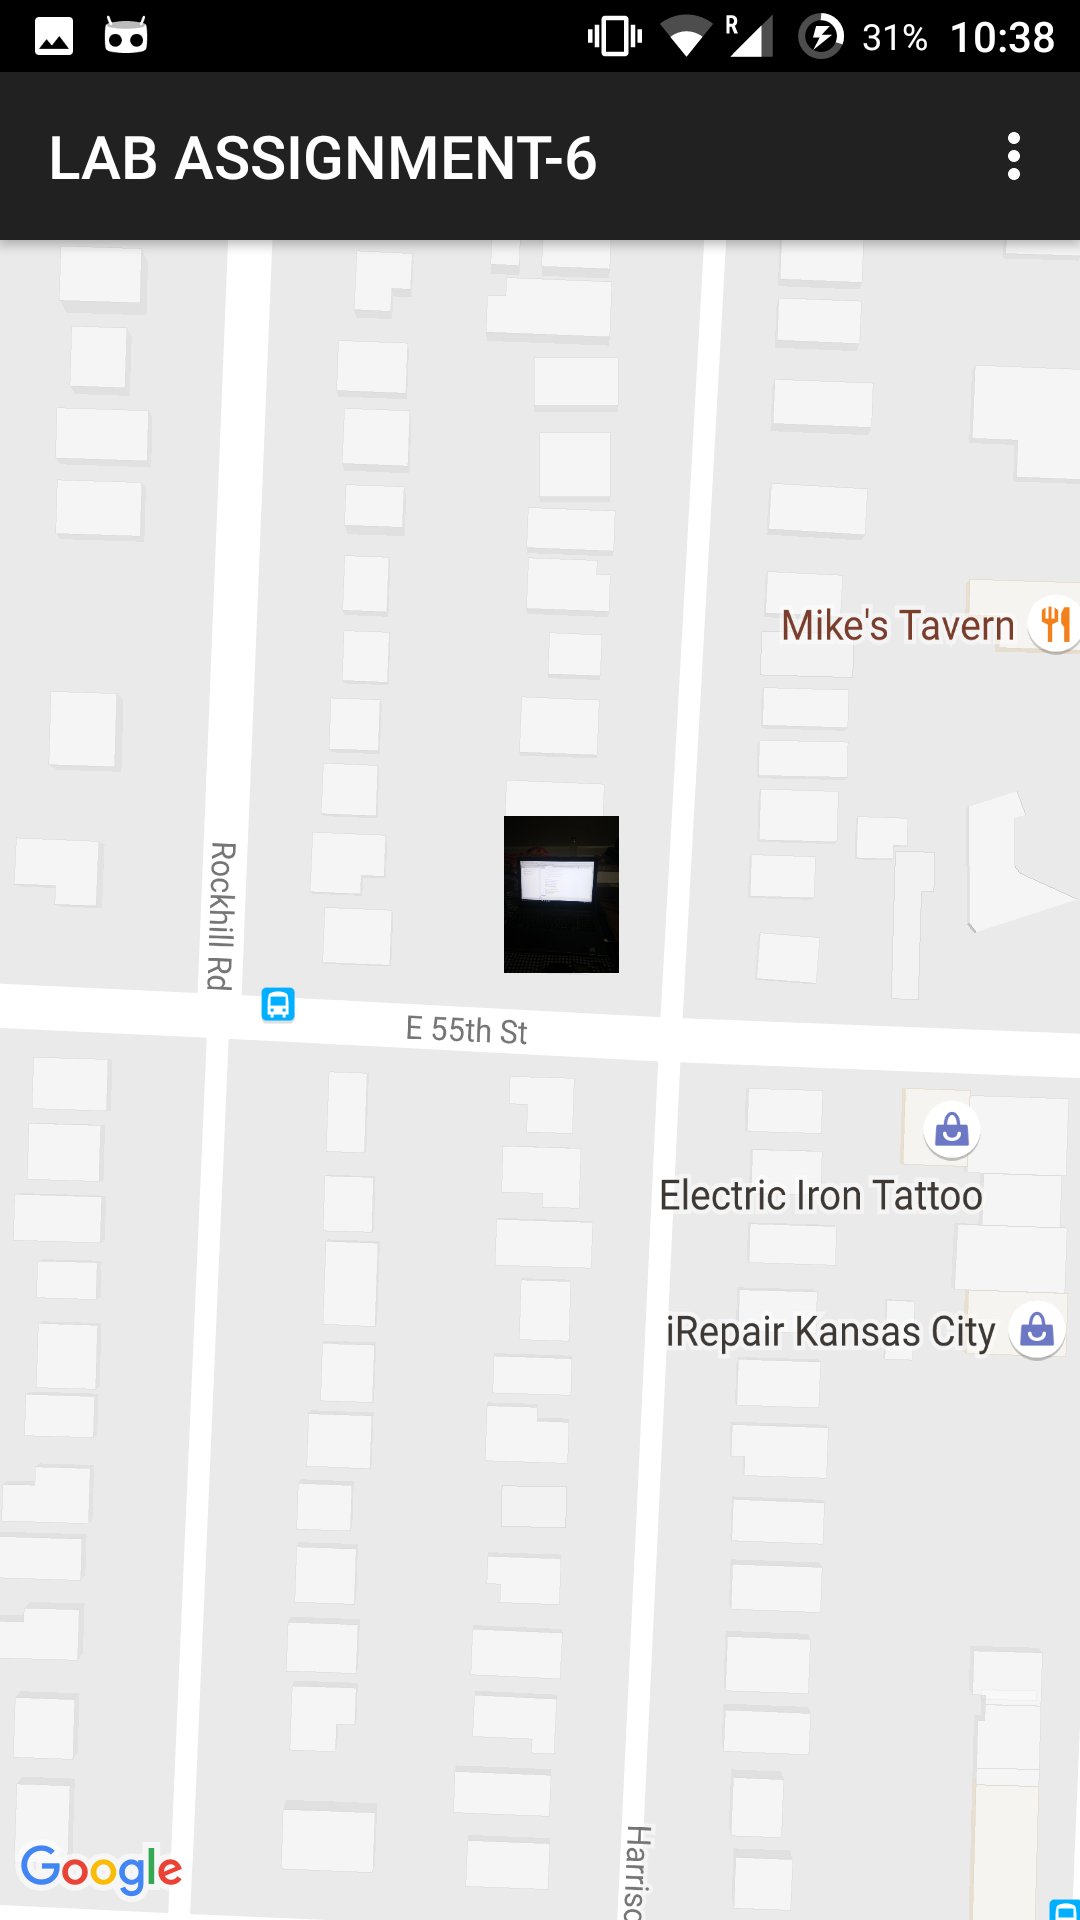 R 31% 10:38
LAB ASSIGNMENT-6
Mike's Tavern
Rockhill Rd
E 55th St
Electric Iron Tattoo
iRepair Kansas City
Harrisc
Google